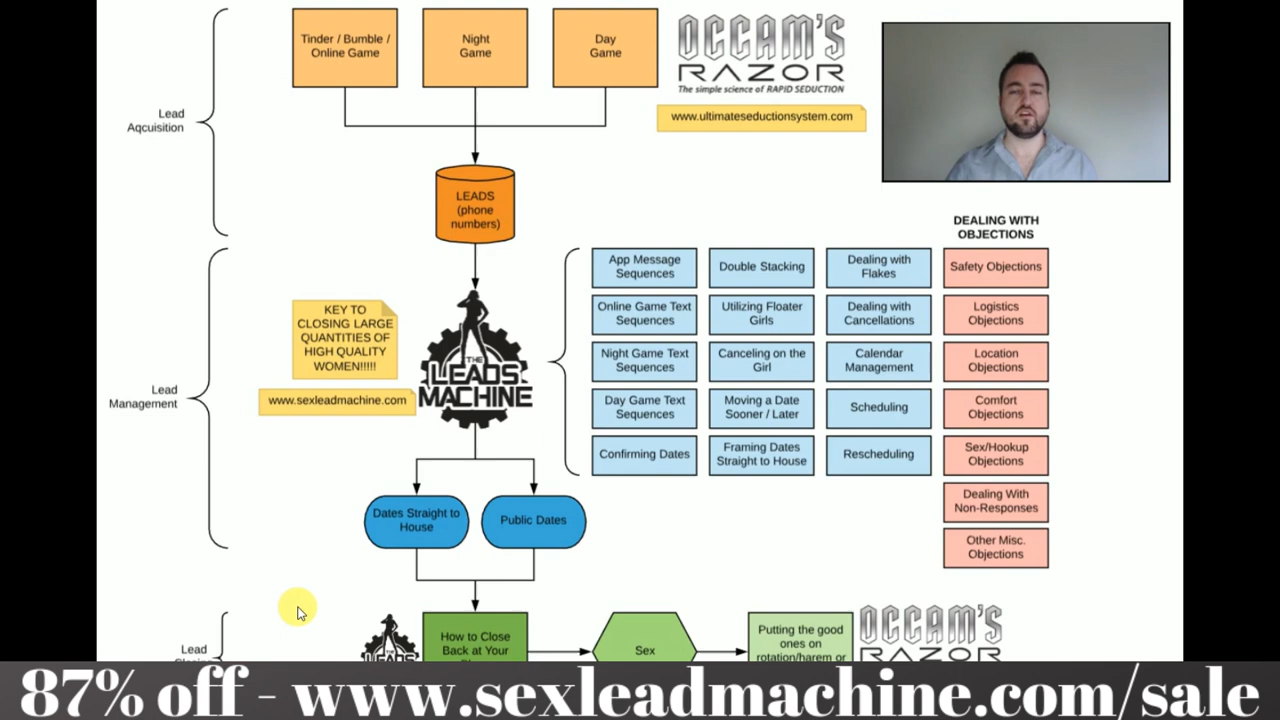 Tinder / Bumble /
Online Game
Night
Game
Day
Game
OCCAM'S
RAZOR
The simple science of RAPID SEDUCTION
www.ultimateseductionsystem.com
Lead
Aqcuisition
LEADS
(phone
numbers)
DEALING WITH
OBJECTIONS
App Message
Sequences
Double Stacking
Dealing with
Flakes
Safety Objections
Online Game Text
Sequences
Utilizing Floater
Girls
Dealing with
Cancellations
Logistics
Objections
KEY TO
CLOSING LARGE
QUANTITIES OF
HIGH QUALITY
WOMEN!!!!!
THE
LEADS
MACHINE
Night Game Text
Sequences
Canceling on the
Girl
Calendar
Management
Location
Objections
Lead
Management
www.sexleadmachine.com
Day Game Text
Sequences
Moving a Date
Sooner / Later
Scheduling
Comfort
Objections
Confirming Dates
Framing Dates
Straight to House
Rescheduling
Sex/Hookup
Objections
Dealing With
Non-Responses
Dates Straight to
House
Public Dates
Other Misc.
Objections
Lead
How to Close
Back at Your
Sex
Putting the good
ones on
rotation/harem or
LEADS
OCCAM'S
RAZOR
87% off - www.sexleadmachine.com/sale